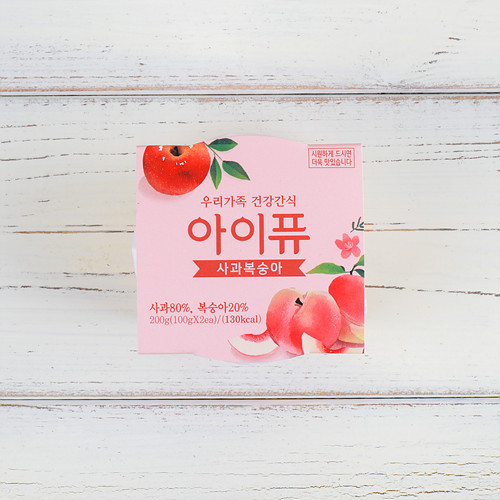 시원하게 드시면
더욱 맛있습니다
우리가족 건강간식
아이퓨
사과복숭아
사과80%, 복숭아20%
200g(100gX2ea)/(130kcal)